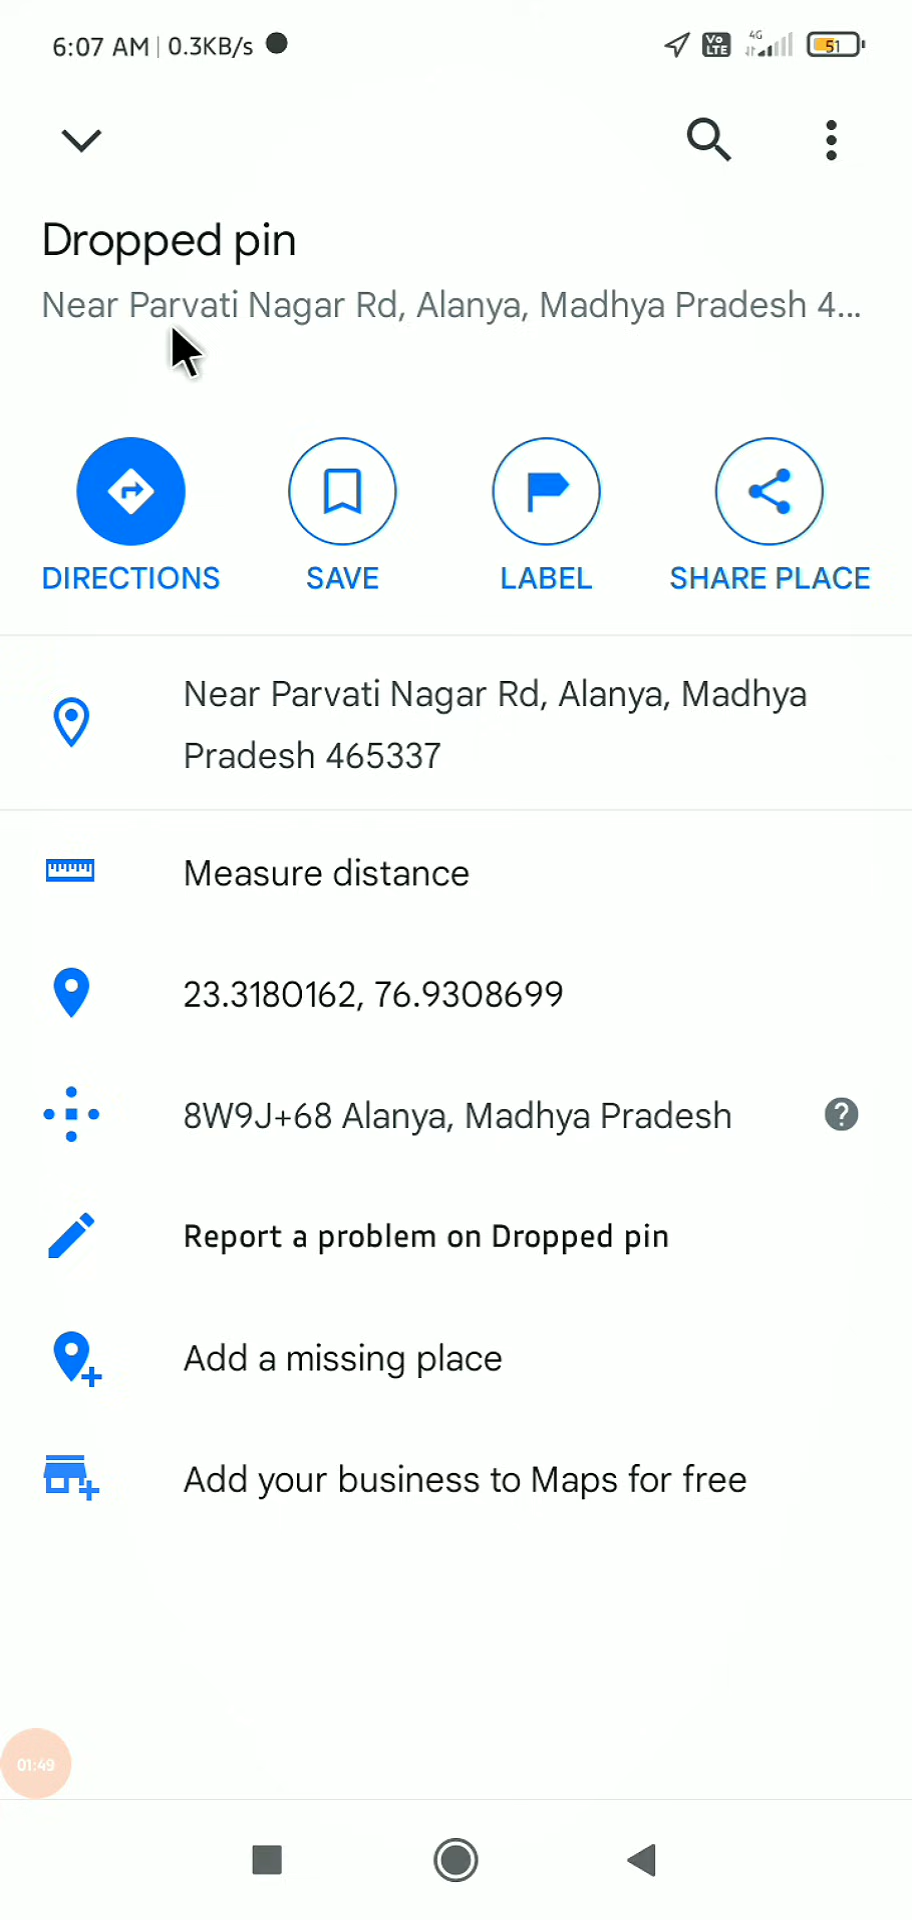 6:07 AM | 0.3KB/s
Vo LTE 4G 51
Dropped pin
Near Parvati Nagar Rd, Alanya, Madhya Pradesh 4...
DIRECTIONS SAVE LABEL SHARE PLACE
Near Parvati Nagar Rd, Alanya, Madhya
Pradesh 465337
Measure distance
23.3180162, 76.9308699
8W9J+68 Alanya, Madhya Pradesh
Report a problem on Dropped pin
Add a missing place
Add your business to Maps for free
01:49